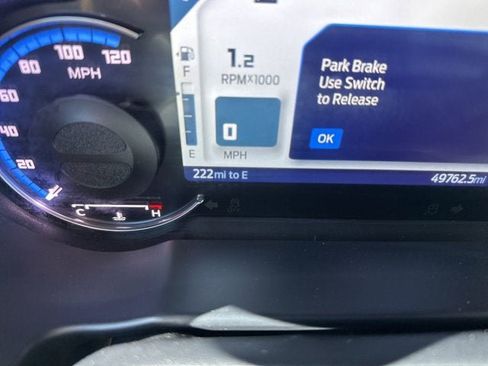 100
120
80
MPH
60
40
20
C
H
F
E
1.2
RPMX1000
0
MPH
Park Brake
Use Switch
to Release
OK
222mi to E
49762.5mi